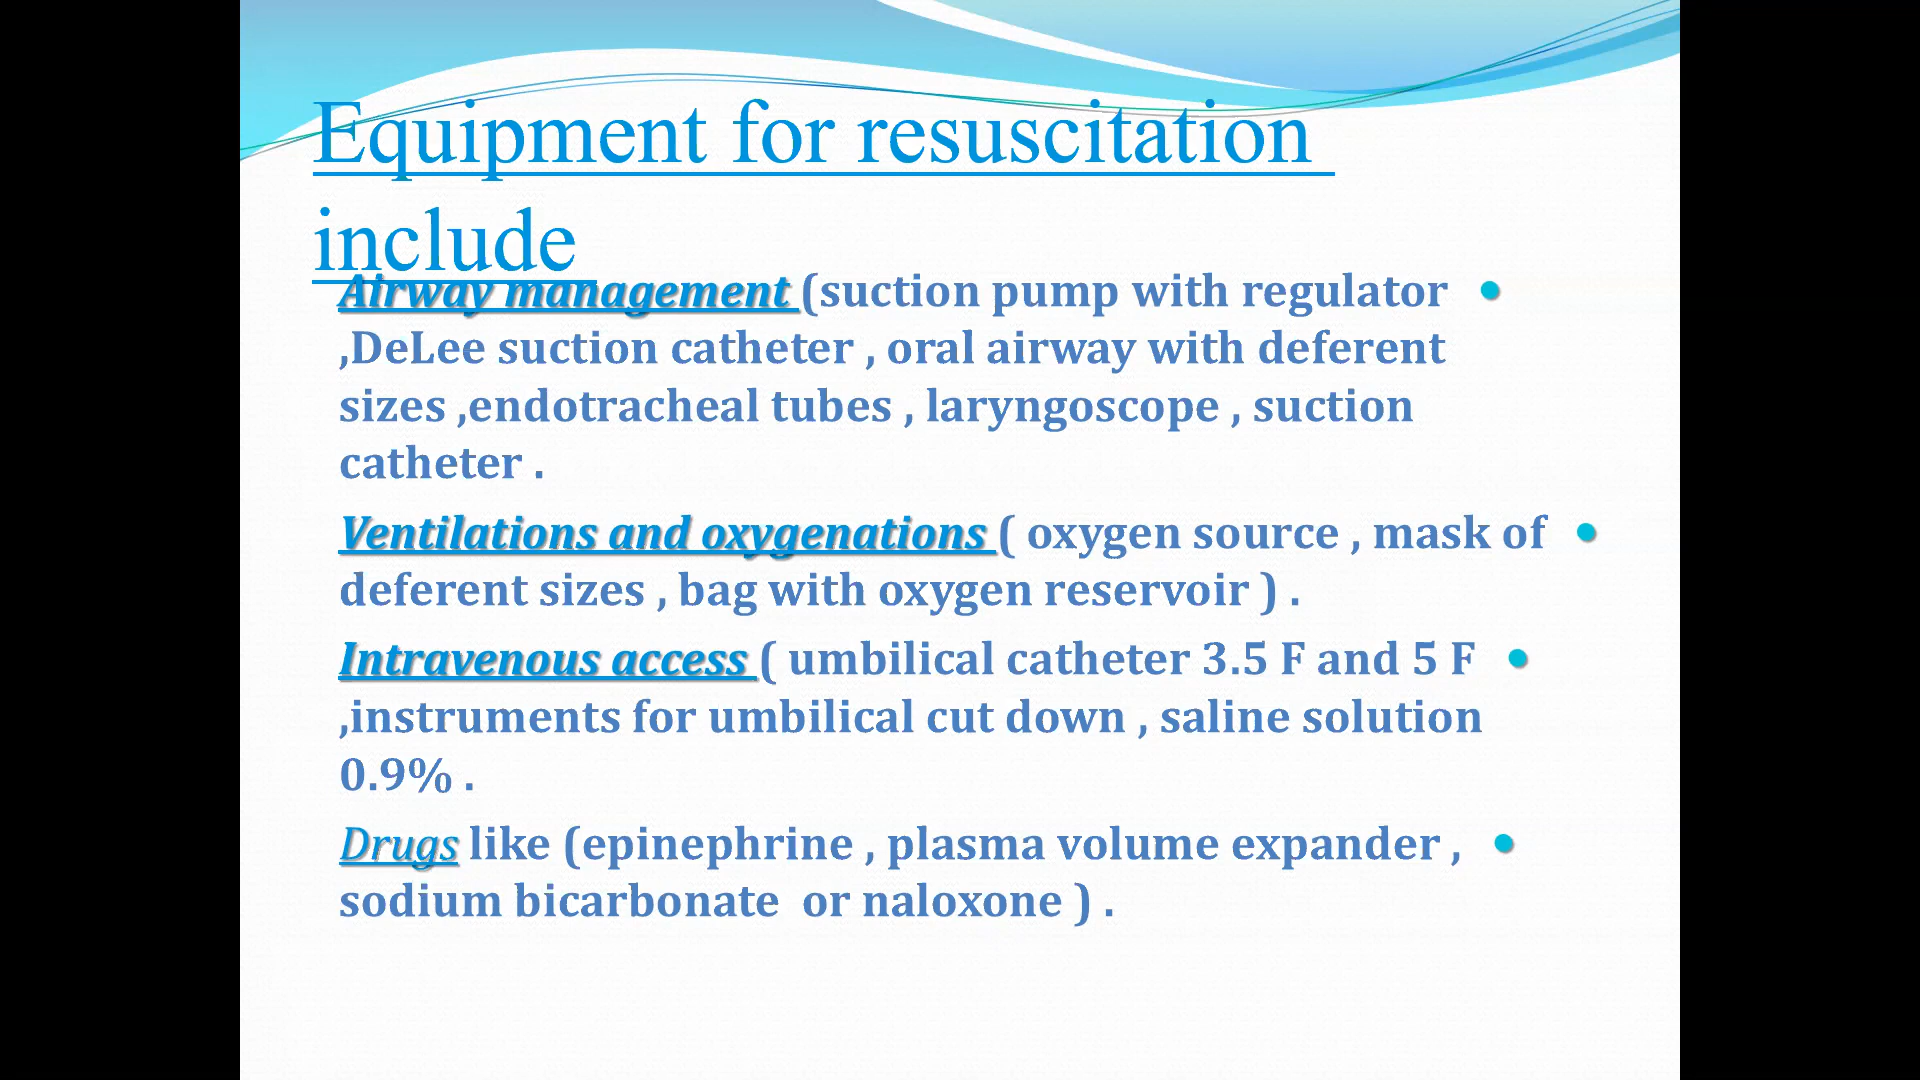 Equipment for resuscitation
include
Airway management (suction pump with regulator
,DeLee suction catheter , oral airway with deferent
sizes ,endotracheal tubes , laryngoscope , suction
catheter .
Ventilations and oxygenations ( oxygen source , mask of
deferent sizes , bag with oxygen reservoir ) .
Intravenous access ( umbilical catheter 3.5 F and 5 F
,instruments for umbilical cut down , saline solution
0.9% .
Drugs like (epinephrine , plasma volume expander ,
sodium bicarbonate  or naloxone ) .